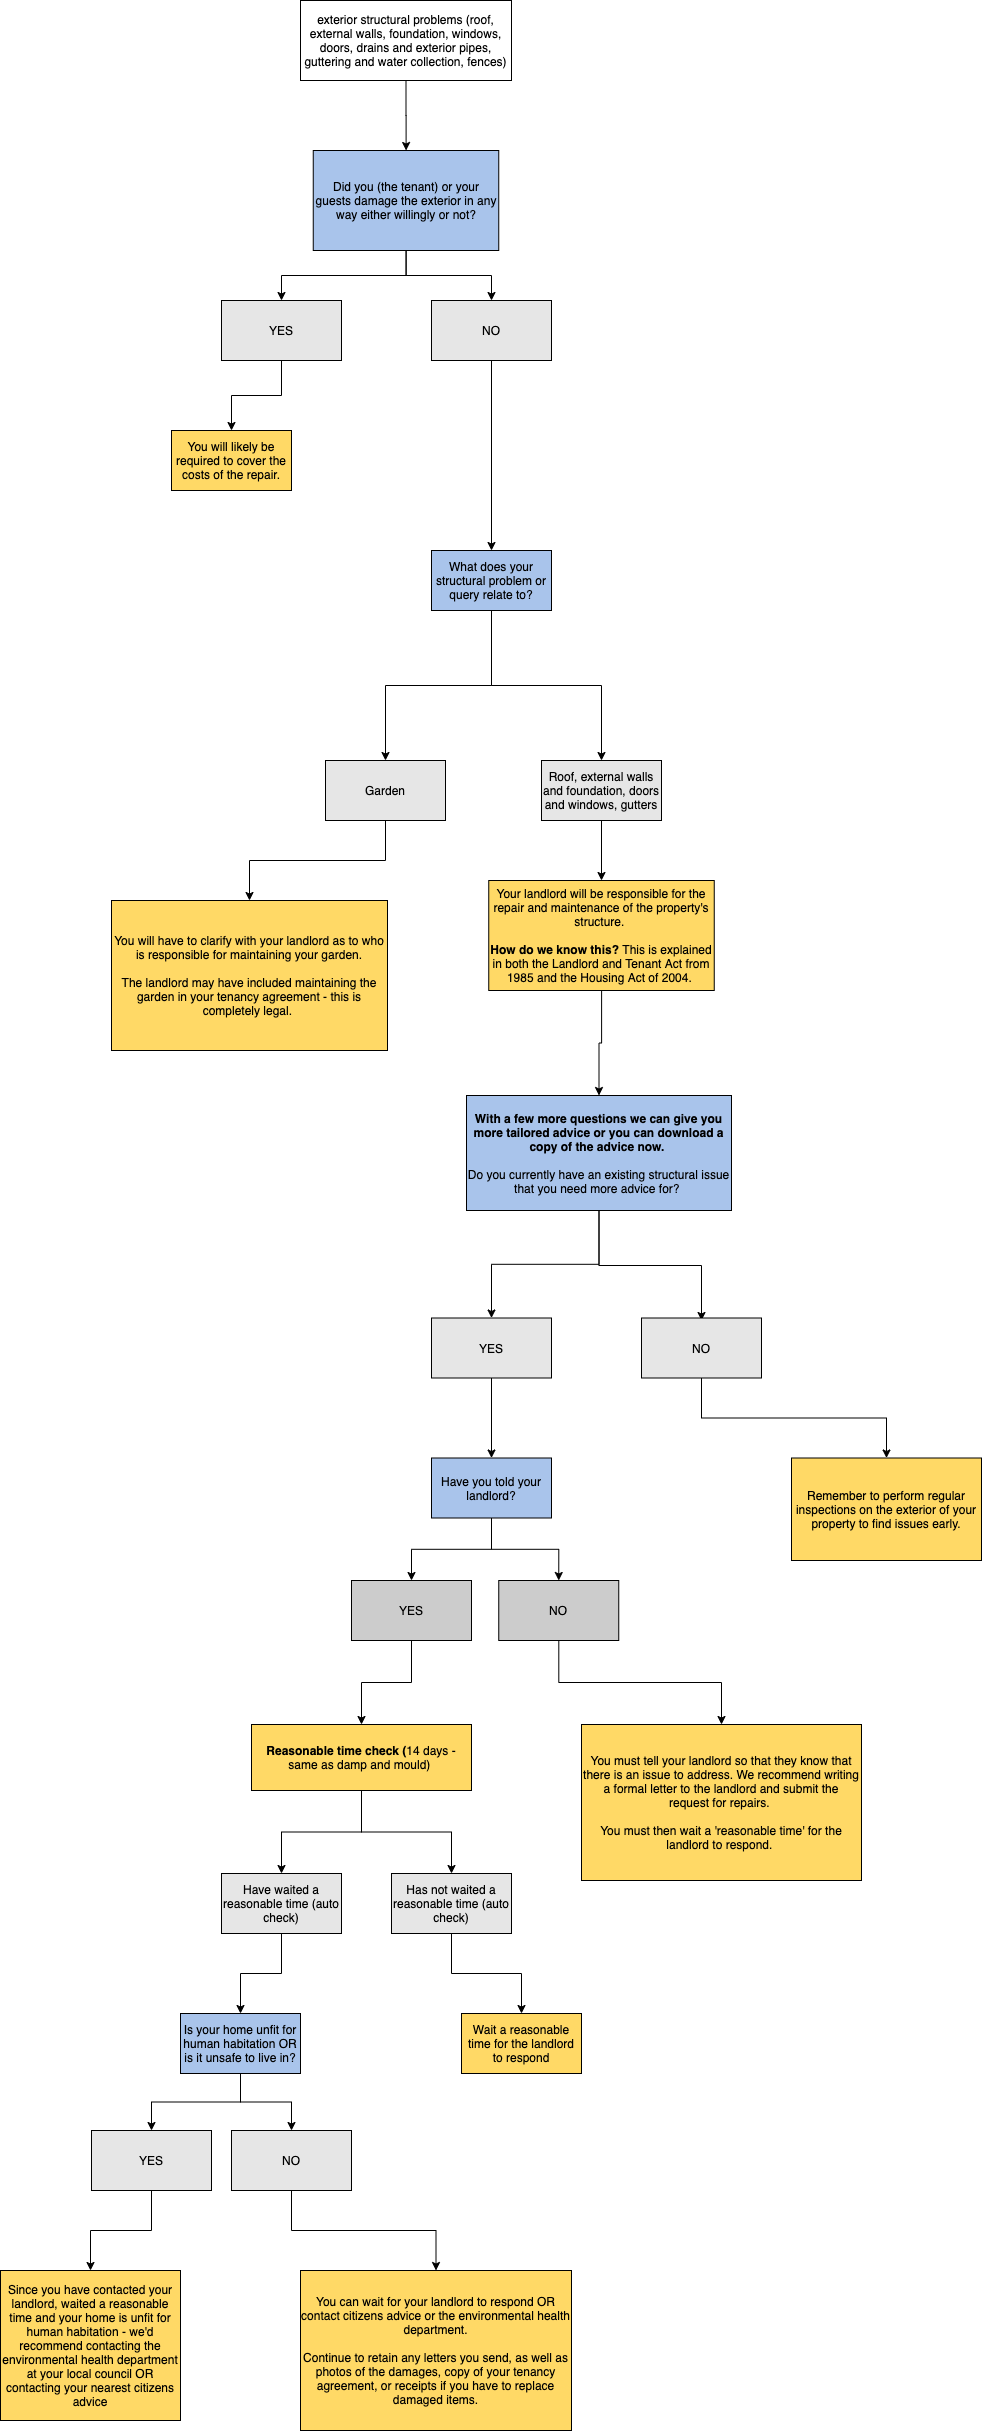 exterior structural problems (roof,
external walls, foundation, windows,
doors, drains and exterior pipes,
guttering and water collection, fences)
Did you (the tenant) or your
guests damage the exterior in any
way either willingly or not?
YES
NO
You will likely be
required to cover the
costs of the repair.
What does your
structural problem or
query relate to?
Garden
Roof, external walls
and foundation, doors
and windows, gutters
You will have to clarify with your landlord as to who
is responsible for maintaining your garden.
The landlord may have included maintaining the
garden in your tenancy agreement - this is
completely legal.
Your landlord will be responsible for the
repair and maintenance of the property's
structure.
How do we know this? This is explained
in both the Landlord and Tenant Act from
1985 and the Housing Act of 2004.
With a few more questions we can give you
more tailored advice or you can download a
copy of the advice now.
Do you currently have an existing structural issue
that you need more advice for?
YES
NO
Have you told your
landlord?
Remember to perform regular
inspections on the exterior of your
property to find issues early.
YES
NO
Reasonable time check (14 days -
same as damp and mould)
You must tell your landlord so that they know that
there is an issue to address. We recommend writing
a formal letter to the landlord and submit the
request for repairs.
You must then wait a 'reasonable time' for the
landlord to respond.
Have waited a
reasonable time (auto
check)
Has not waited a
reasonable time (auto
check)
Is your home unfit for
human habitation OR
is it unsafe to live in?
Wait a reasonable
time for the landlord
to respond
YES
NO
Since you have contacted your
landlord, waited a reasonable
time and your home is unfit for
human habitation - we'd
recommend contacting the
environmental health department
at your local council OR
contacting your nearest citizens
advice
You can wait for your landlord to respond OR
contact citizens advice or the environmental health
department.
Continue to retain any letters you send, as well as
photos of the damages, copy of your tenancy
agreement, or receipts if you have to replace
damaged items.